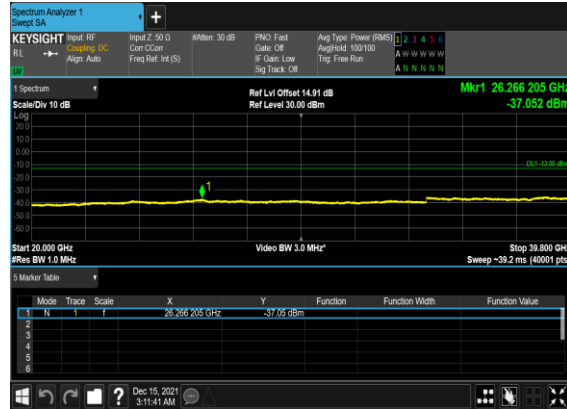 Spectrum Analyzer 1
Swept SA
+
KEYSIGHT Input: RF Input Z: 50 Ω #Atten: 30 dB PNO: Fast Avg Type: Power (RMS) 1 2 3 4 5 6
RL Coupling: DC Corr CCorr Gate: Off Avg|Hold: 100/100 A W W W W W
Align: Auto Freq Ref: Int (S) IF Gain: Low Trig: Free Run
Sig Track: Off A N N N N N
1 Spectrum Ref Lvl Offset 14.91 dB Mkr1 26.266 205 GHz
Scale/Div 10 dB Ref Level 30.00 dBm -37.052 dBm
Log
20.0
10.0
0.00
-10.0 DL1 -13.00 dBm
-20.0
-30.0 1
-40.0
-50.0
-60.0
Start 20.000 GHz Video BW 3.0 MHz* Stop 39.800 GHz
#Res BW 1.0 MHz Sweep ~39.2 ms (40001 pts)
5 Marker Table
Mode Trace Scale X Y Function Function Width Function Value
1 N 1 f 26.266 205 GHz -37.05 dBm
2
3
4
5
6
? Dec 15, 2021
3:11:41 AM